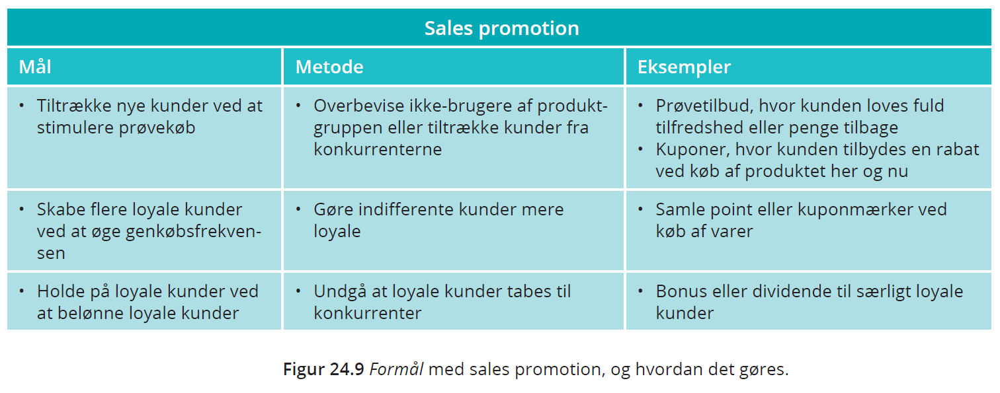 Sales promotion
Mål
Metode
Eksempler
• Tiltrække nye kunder ved at
stimulere prøvekøb
• Overbevise ikke-brugere af produkt-
gruppen eller tiltrække kunder fra
konkurrenterne
• Prøvetilbud, hvor kunden loves fuld
tilfredshed eller penge tilbage
• Kuponer, hvor kunden tilbydes en rabat
ved køb af produktet her og nu
• Skabe flere loyale kunder
ved at øge genkøbsfrekven-
sen
• Gøre indifferente kunder mere
loyale
• Samle point eller kuponmærker ved
køb af varer
• Holde på loyale kunder ved
at belønne loyale kunder
• Undgå at loyale kunder tabes til
konkurrenter
• Bonus eller dividende til særligt loyale
kunder
Figur 24.9 Formål med sales promotion, og hvordan det gøres.